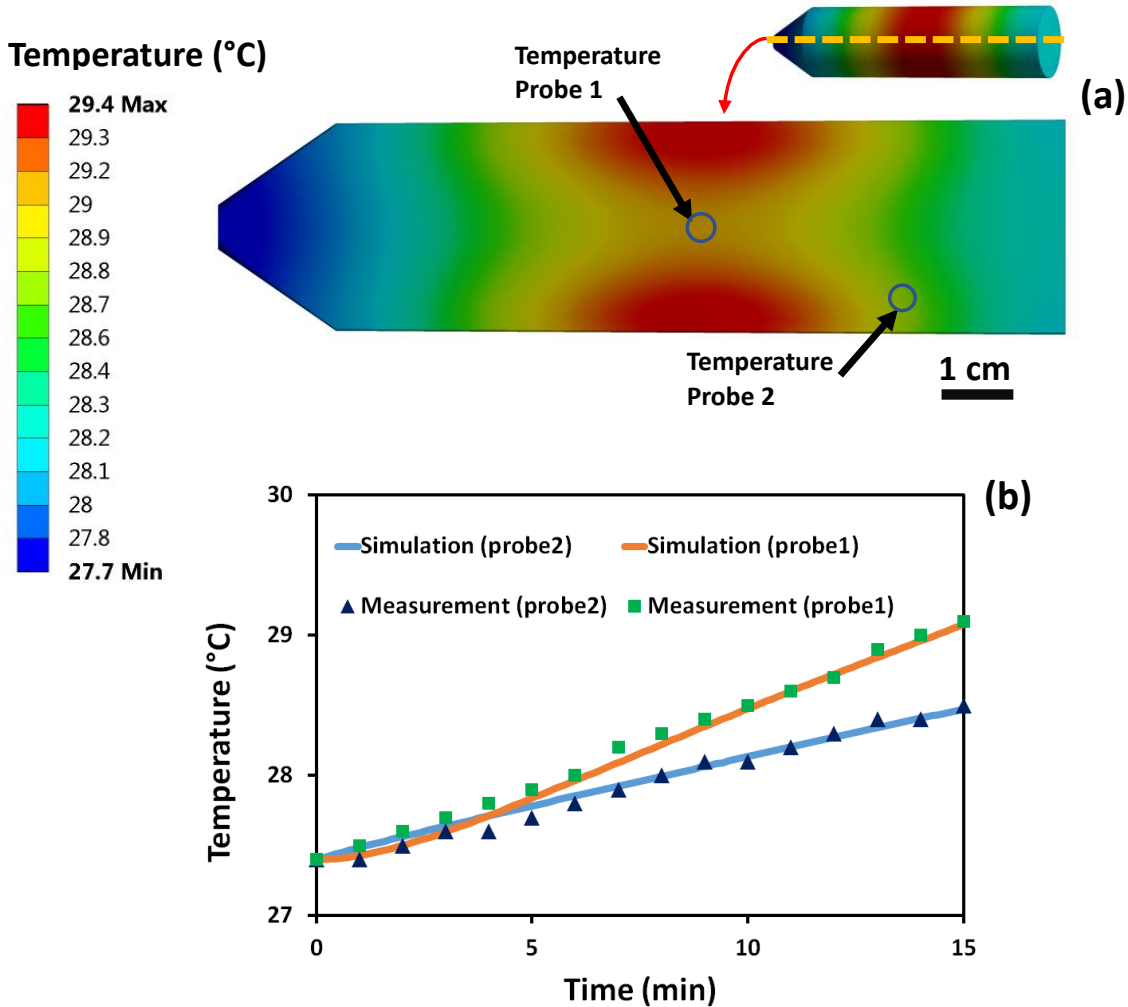 Temperature (°C)
29.4 Max
29.3
29.2
29
28.9
28.8
28.7
28.6
28.4
28.3
28.2
28.1
28
27.8
27.7 Min
Temperature
Probe 1
(a)
Temperature
Probe 2
1 cm
(b)
30
29
28
27
Temperature (°C)
Simulation (probe2)
Simulation (probe1)
Measurement (probe2)
Measurement (probe1)
0
5
10
15
Time (min)